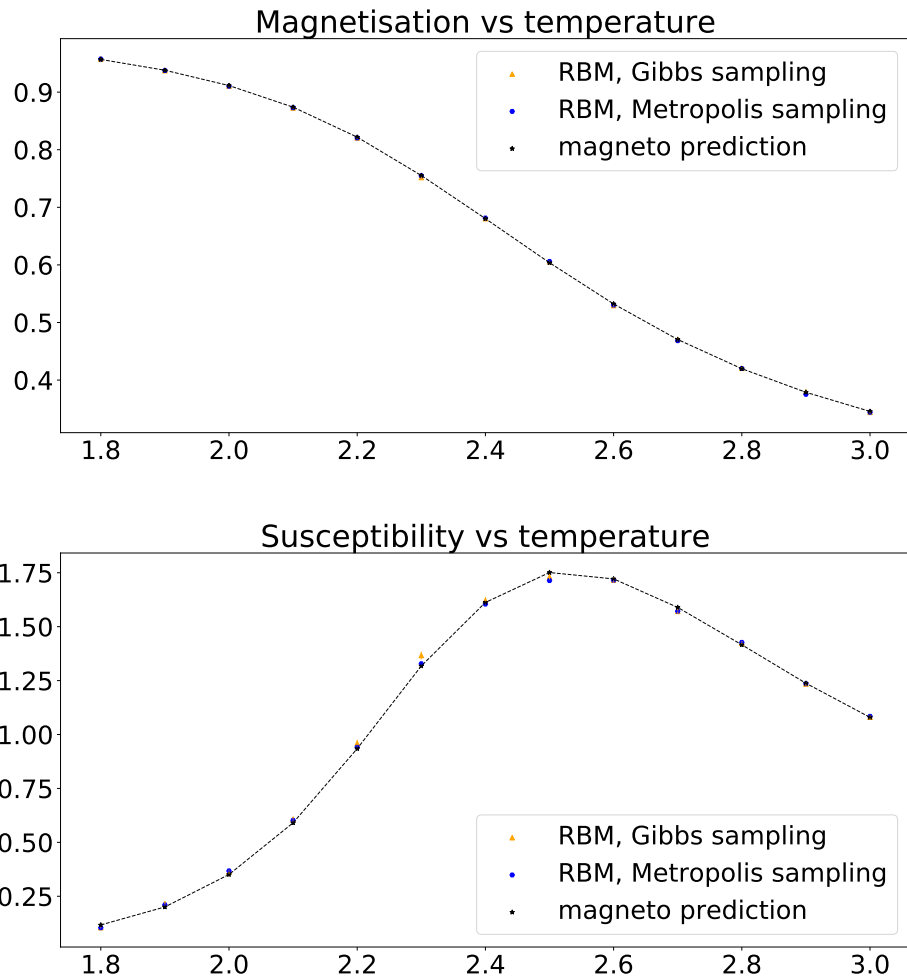 Magnetisation vs temperature
RBM, Gibbs sampling
RBM, Metropolis sampling
magneto prediction
0.9
0.8
0.7
0.6
0.5
0.4
1.8 2.0 2.2 2.4 2.6 2.8 3.0
Susceptibility vs temperature
1.75
1.50
1.25
1.00
0.75
0.50
0.25
RBM, Gibbs sampling
RBM, Metropolis sampling
magneto prediction
1.8 2.0 2.2 2.4 2.6 2.8 3.0